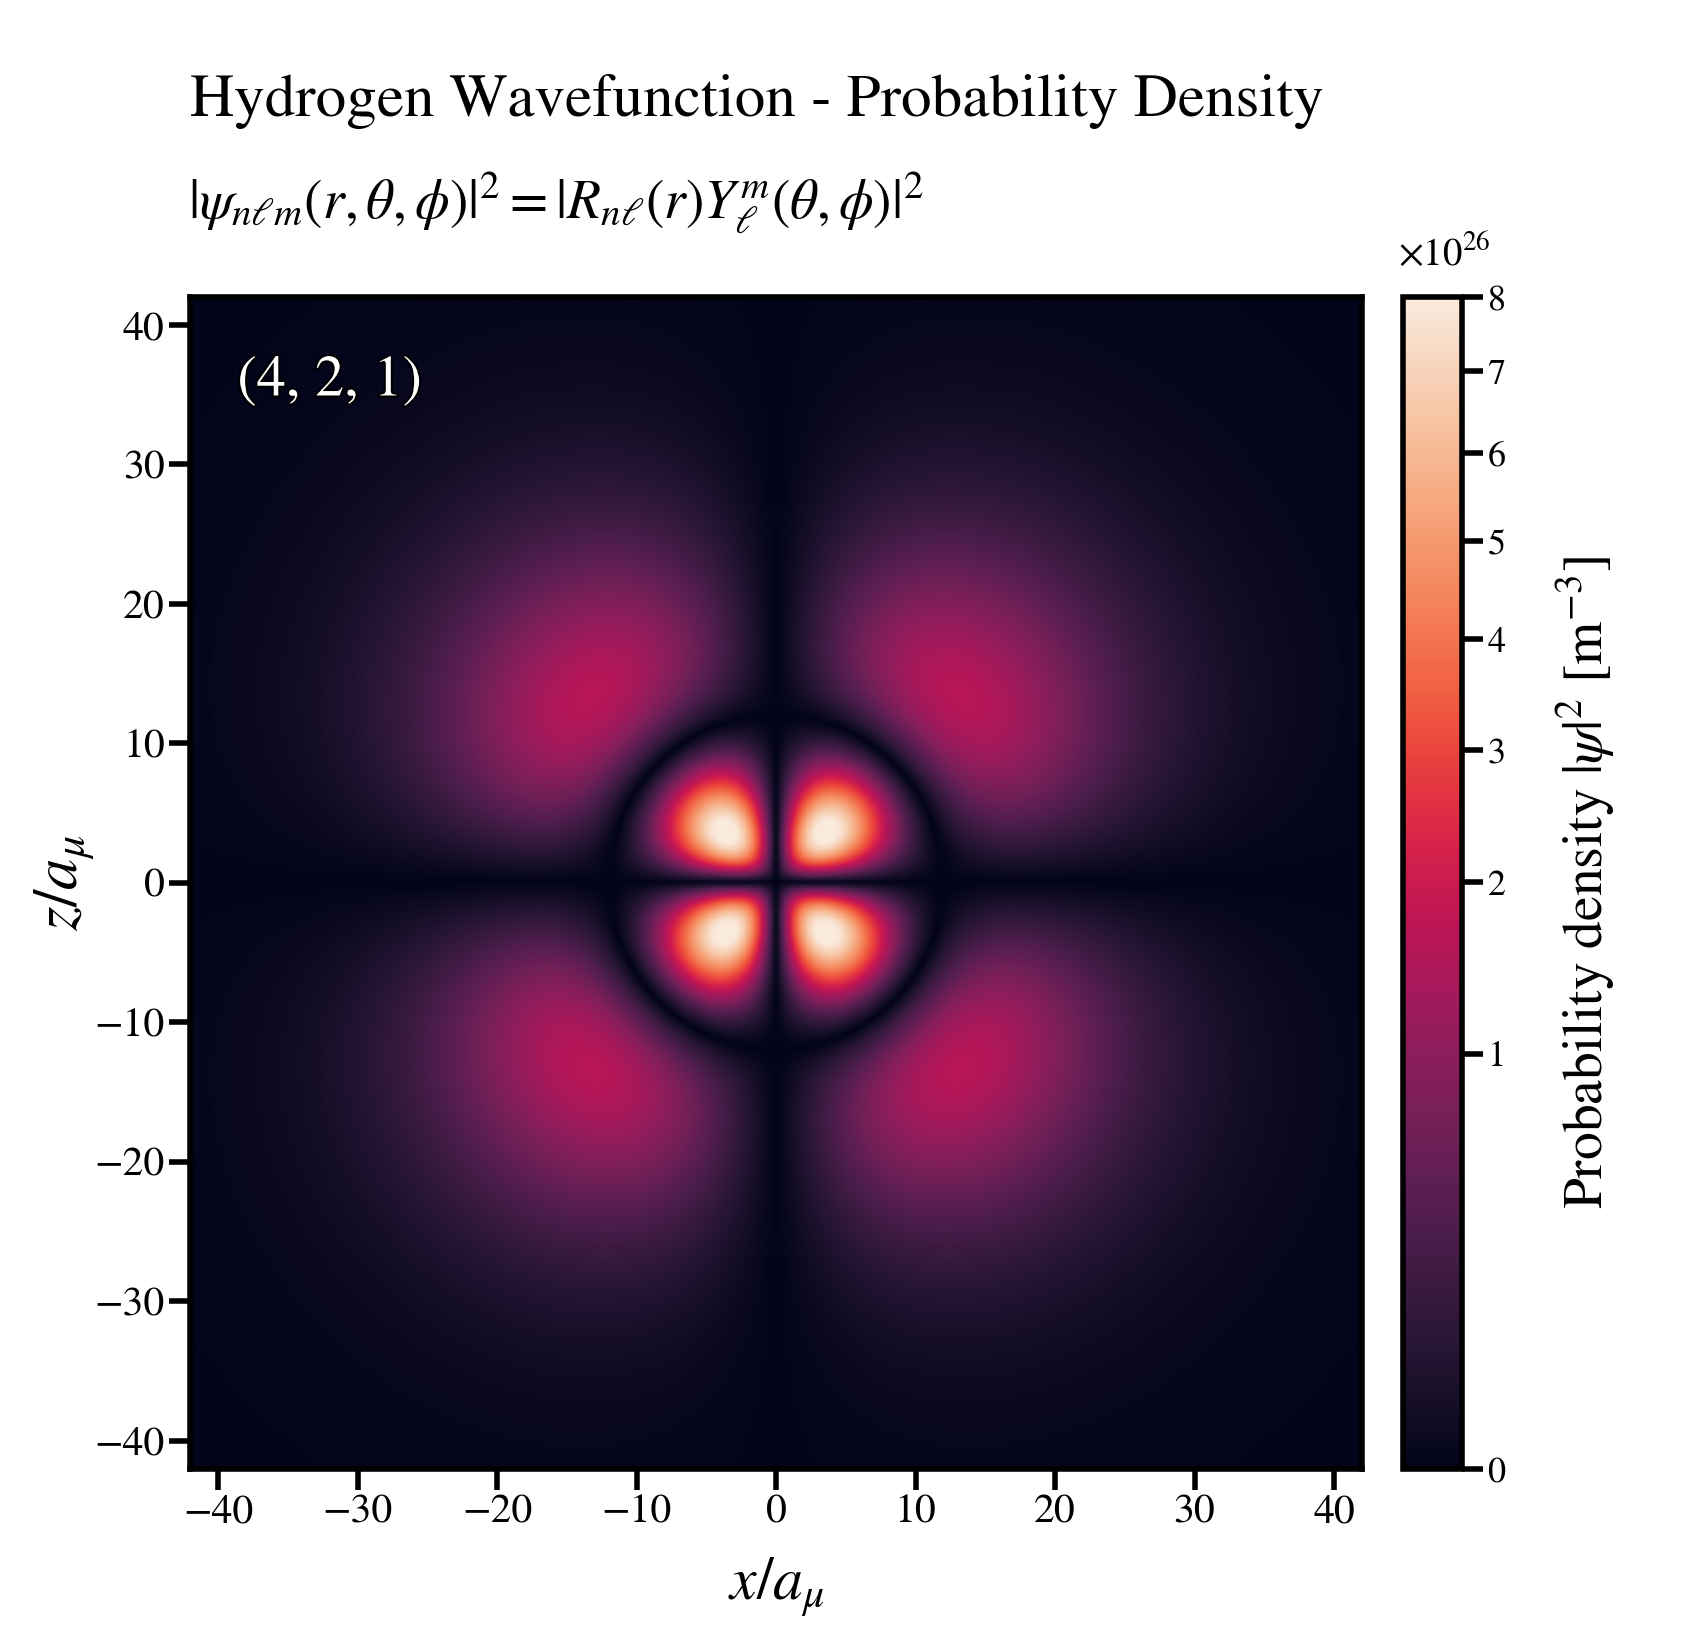 Hydrogen Wavefunction - Probability Density
|ψₙℓₘ(r, θ, ϕ)|² = |Rₙℓ(r)Yℓᵐ(θ, ϕ)|²
×10²⁶
(4, 2, 1)
40
30
20
10
0
−10
−20
−30
−40
z/aμ
−40 −30 −20 −10 0 10 20 30 40
x/aμ
8
7
6
5
4
3
2
1
0
Probability density |ψ|² [m⁻³]